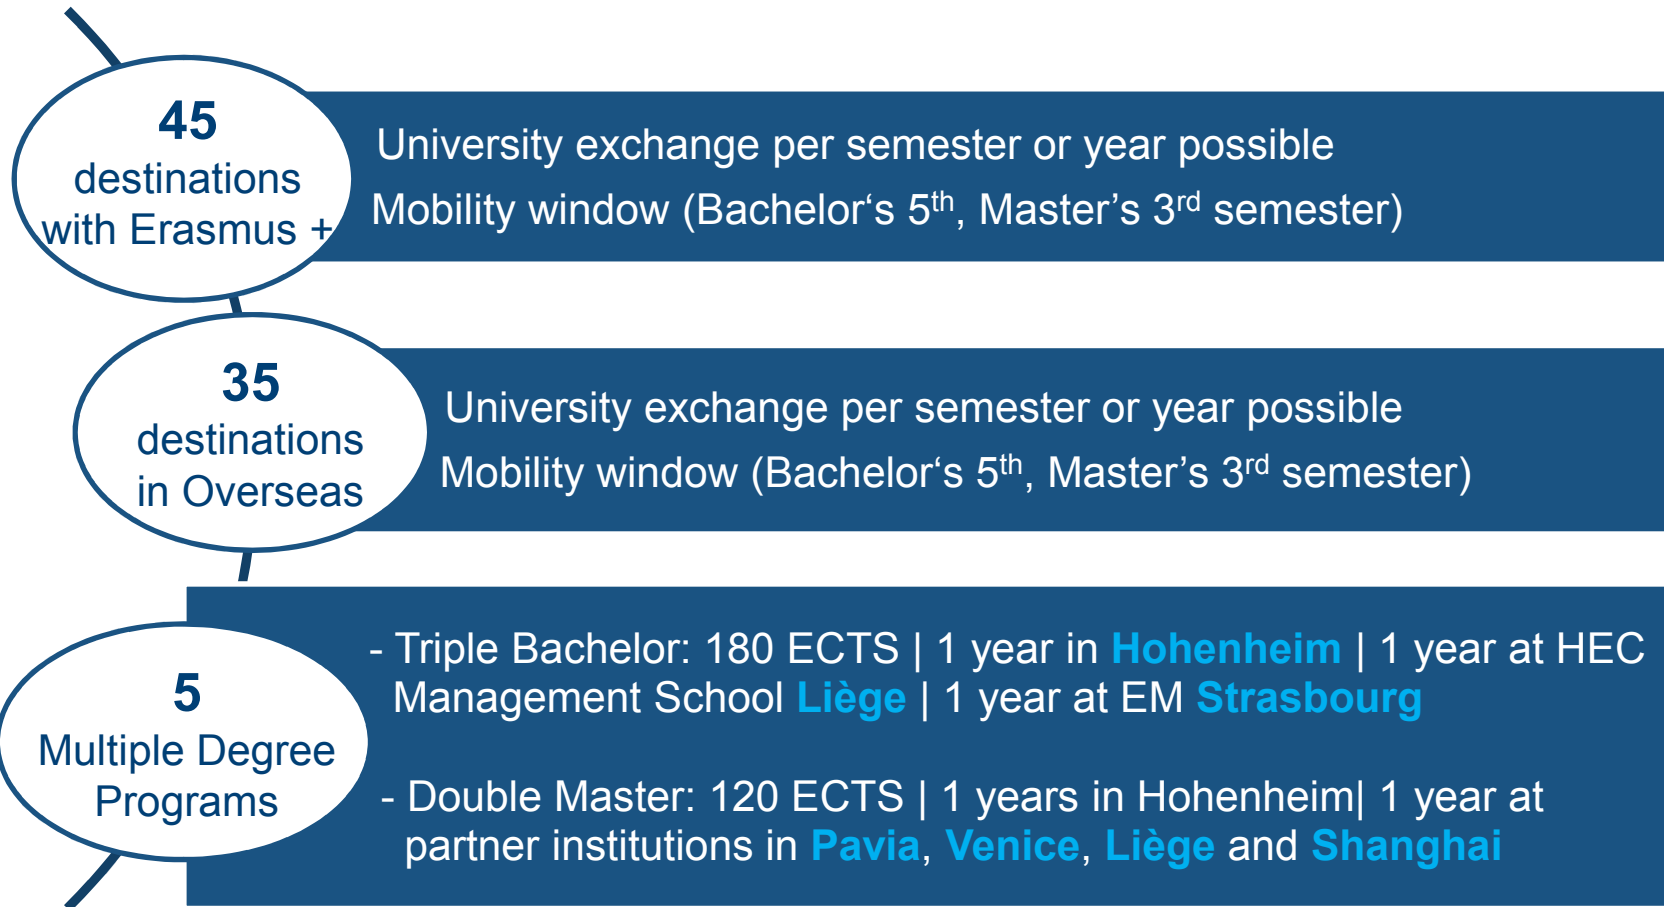 45
destinations
with Erasmus +
University exchange per semester or year possible
Mobility window (Bachelor‘s 5th, Master’s 3rd semester)
35
destinations
in Overseas
University exchange per semester or year possible
Mobility window (Bachelor‘s 5th, Master’s 3rd semester)
5
Multiple Degree
Programs
- Triple Bachelor: 180 ECTS | 1 year in Hohenheim | 1 year at HEC
Management School Liège | 1 year at EM Strasbourg
- Double Master: 120 ECTS | 1 years in Hohenheim| 1 year at
partner institutions in Pavia, Venice, Liège and Shanghai